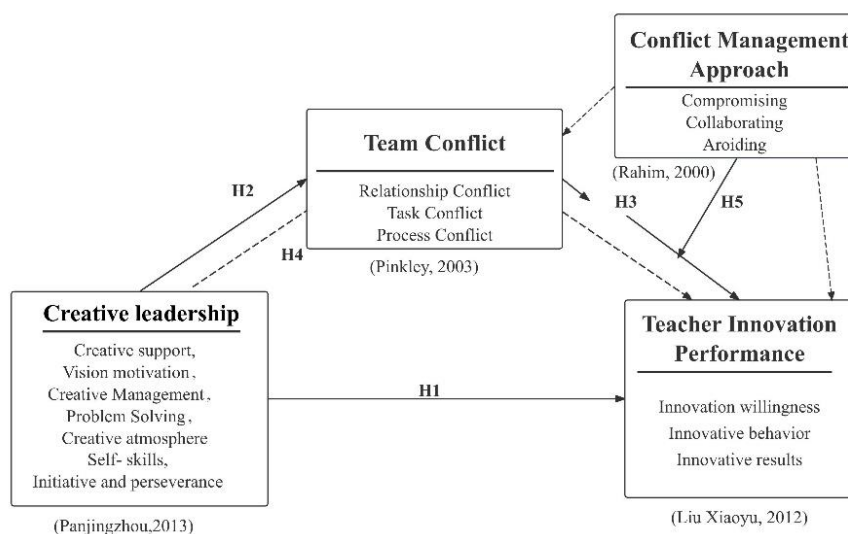 Conflict Management
Approach
Compromising
Collaborating
Aroiding
(Rahim, 2000)
Team Conflict
Relationship Conflict
Task Conflict
Process Conflict
(Pinkley, 2003)
H2
H4
H3
H5
Creative leadership
Creative support,
Vision motivation,
Creative Management,
Problem Solving,
Creative atmosphere
Self- skills,
Initiative and perseverance
(Panjingzhou,2013)
H1
Teacher Innovation
Performance
Innovation willingness
Innovative behavior
Innovative results
(Liu Xiaoyu, 2012)